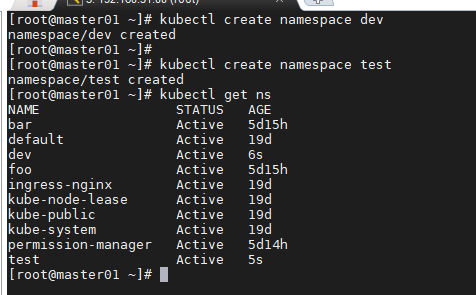 [root@master01 ~]# kubectl create namespace dev
namespace/dev created
[root@master01 ~]#
[root@master01 ~]# kubectl create namespace test
namespace/test created
[root@master01 ~]# kubectl get ns
NAME STATUS AGE
bar Active 5d15h
default Active 19d
dev Active 6s
foo Active 5d15h
ingress-nginx Active 19d
kube-node-lease Active 19d
kube-public Active 19d
kube-system Active 19d
permission-manager Active 5d14h
test Active 5s
[root@master01 ~]#